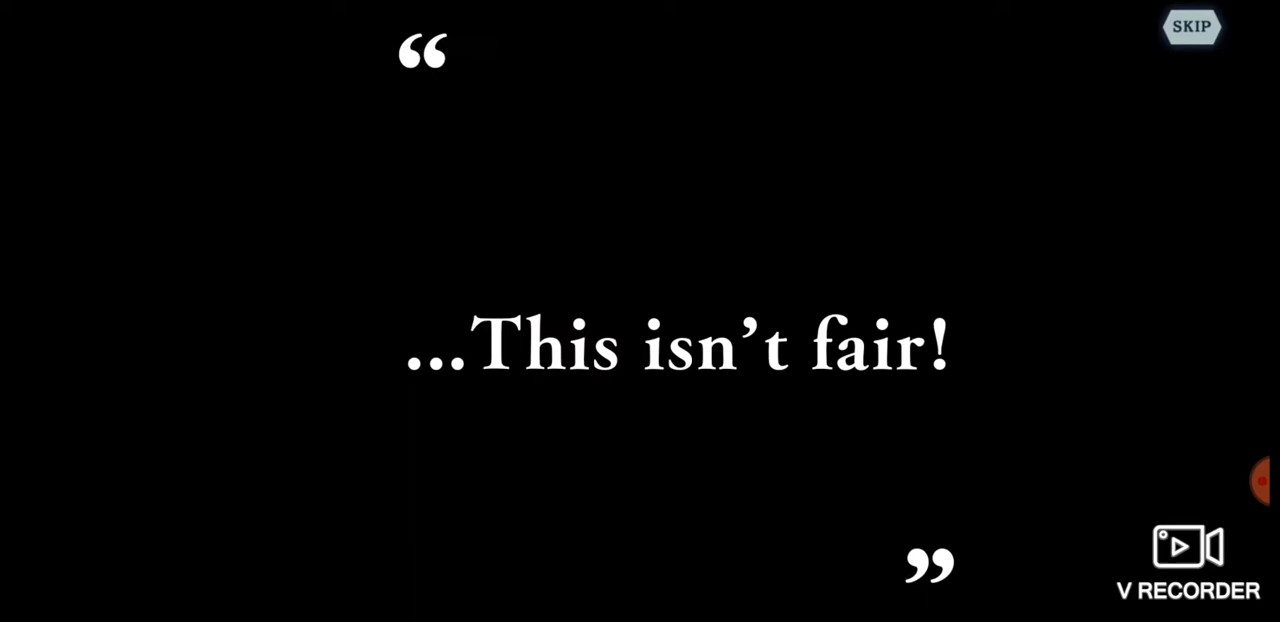 SKIP
“
...This isn’t fair!
”
V RECORDER